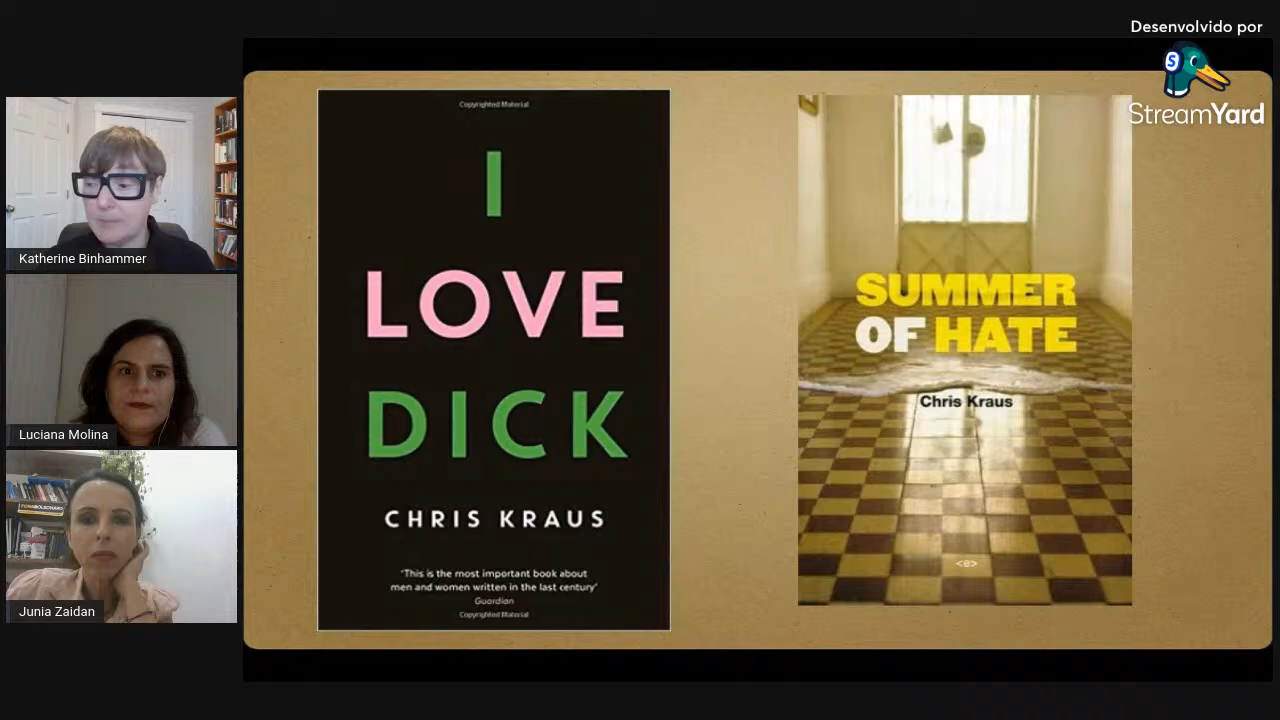 Desenvolvido por
StreamYard
Katherine Binhammer
Luciana Molina
FORABOLSONARO
Junia Zaidan
Copyrighted Material
I
LOVE
DICK
CHRIS KRAUS
"This is the most important book about
men and women written in the last century"
Guardian
Copyrighted Material
SUMMER
OF HATE
Chris Kraus
<e>